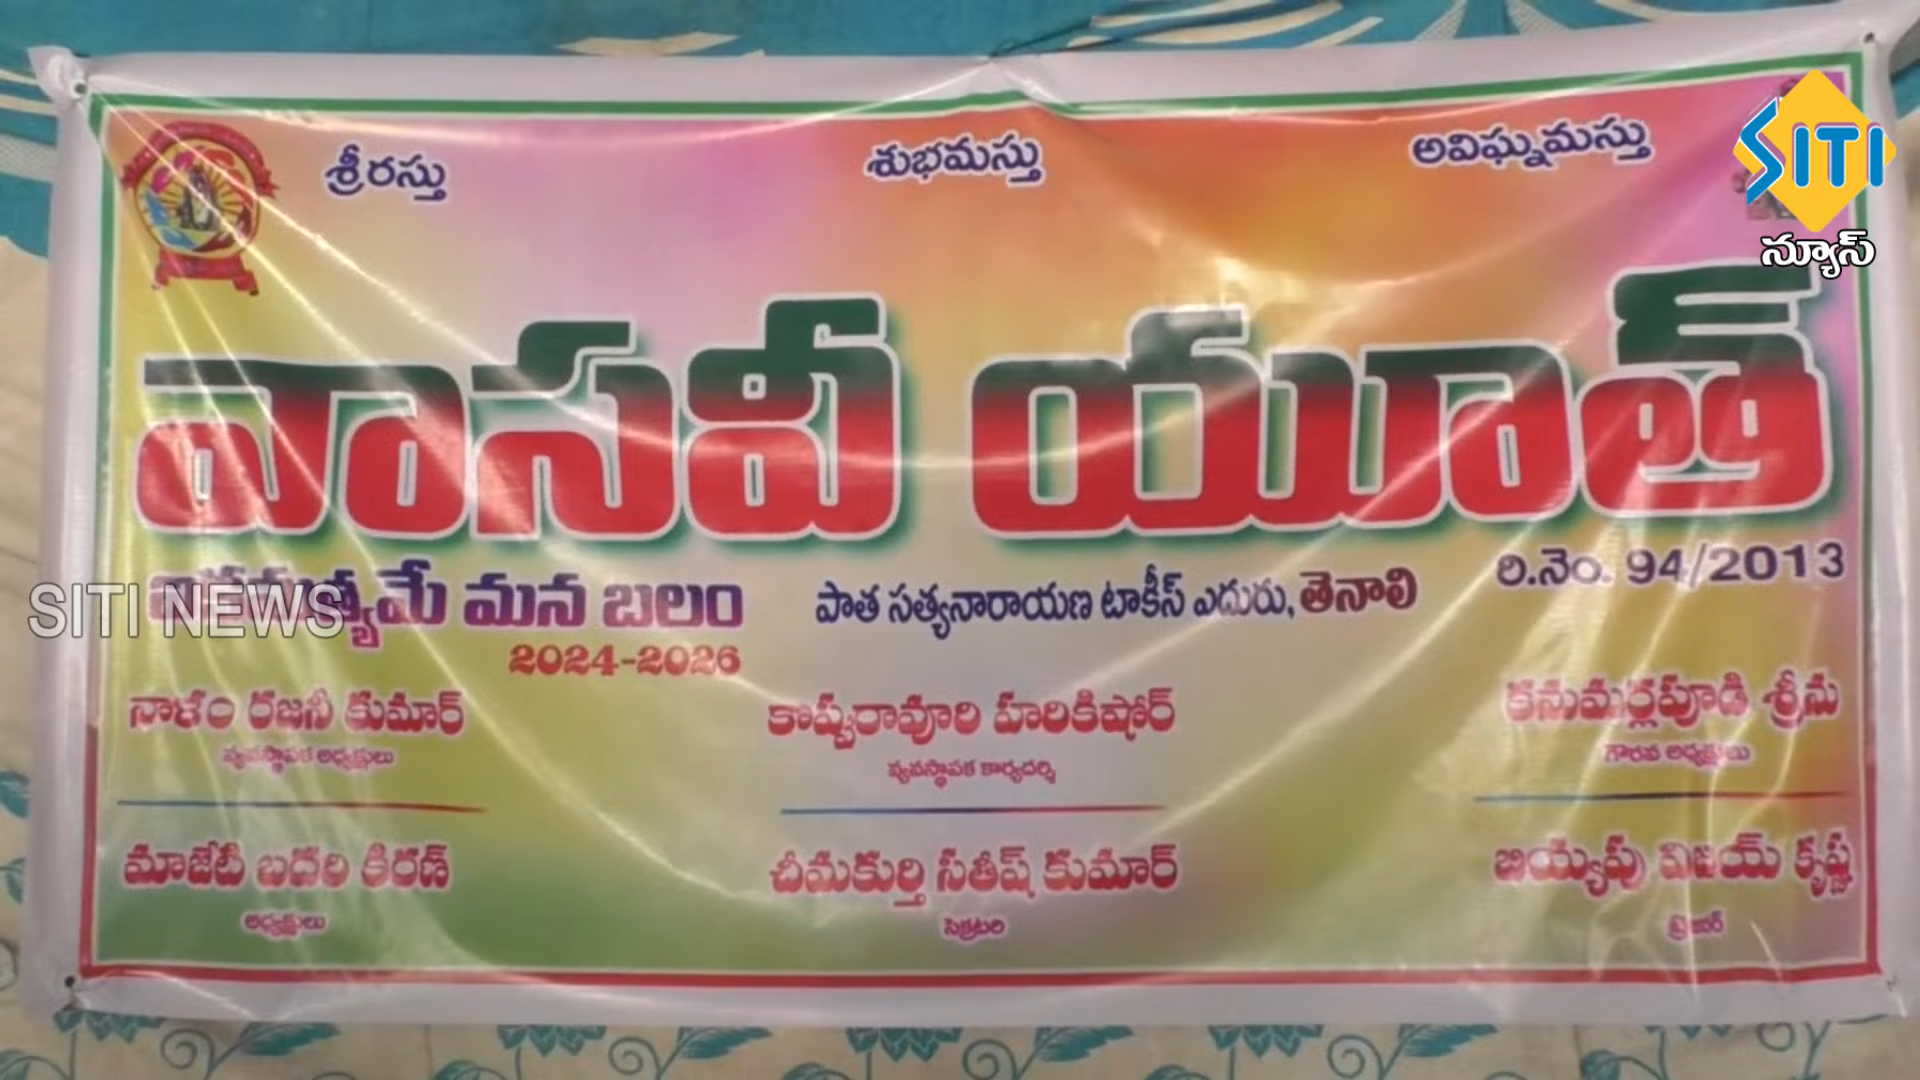 శ్రీరస్తు శుభమస్తు అవిఘ్నమస్తు
SITI
న్యూస్
వాసవీ యూత్
మన బలం
పాత సత్యనారాయణ టాకీస్ ఎదురు, తెనాలి
రి.నెం. 94/2013
SITI NEWS
2024-2026
నాళం రజనీ కుమార్ కొప్పురావూరి హరికిషోర్ కనుమర్లపూడి శ్రీను
వ్యవస్థాపక అధ్యక్షులు వ్యవస్థాపక కార్యదర్శి గౌరవ అధ్యక్షులు
మాజేటి బదరి కిరణ్ చీమకుర్తి సతీష్ కుమార్ బియ్యపు విజయ్ కృష్ణ
అధ్యక్షులు సెక్రటరి ట్రెజరర్